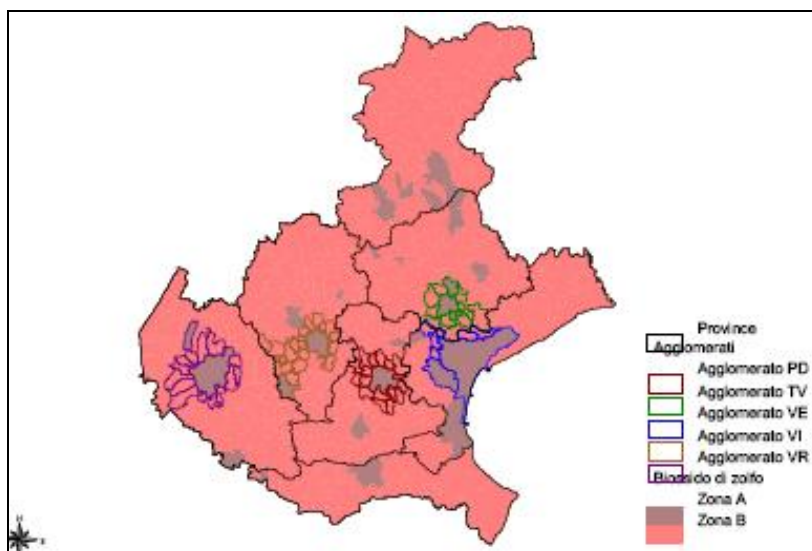 Province
Agglomerati
Agglomerato PD
Agglomerato TV
Agglomerato VE
Agglomerato VI
Agglomerato VR
Biossido di zolfo
Zona A
Zona B